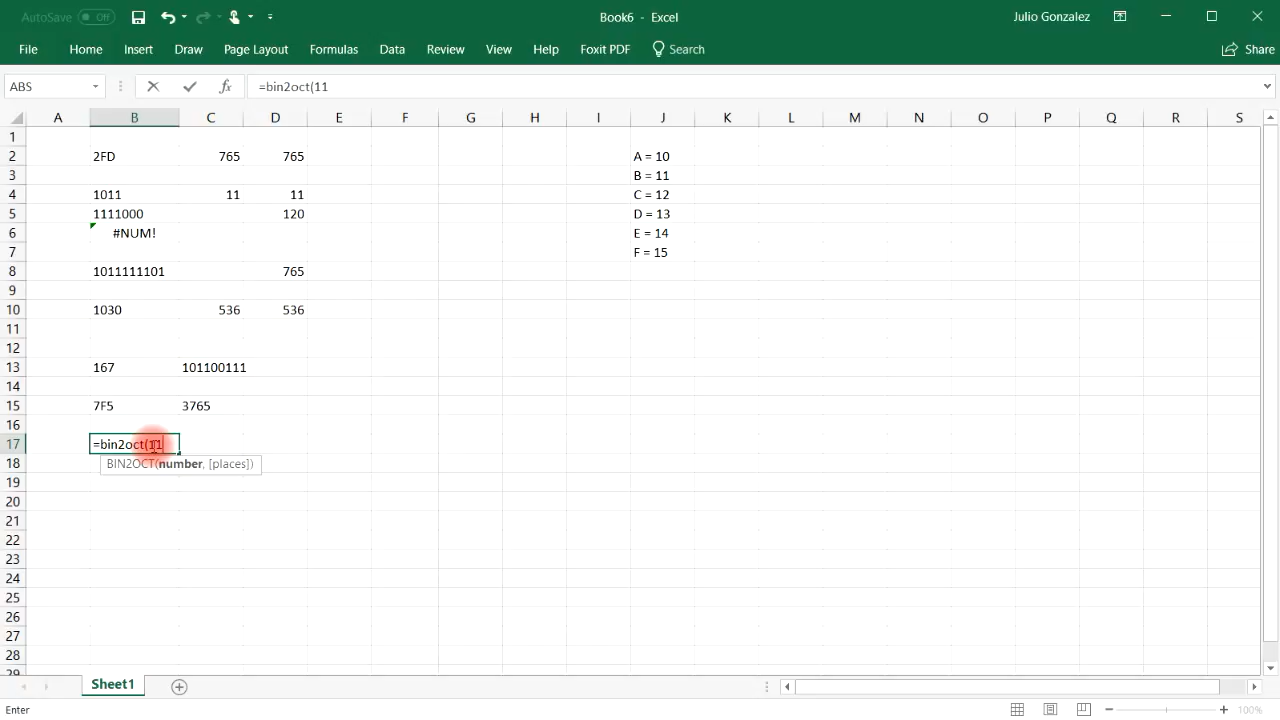 AutoSave Off Book6 - Excel Julio Gonzalez
File Home Insert Draw Page Layout Formulas Data Review View Help Foxit PDF Search Share
ABS fx =bin2oct(11
A B C D E F G H I J K L M N O P Q R S
1
2 2FD 765 765 A = 10
3 B = 11
4 1011 11 11 C = 12
5 1111000 120 D = 13
6 #NUM! E = 14
7 F = 15
8 1011111101 765
9
10 1030 536 536
11
12
13 167 101100111
14
15 7F5 3765
16
17 =bin2oct(11
18 BIN2OCT(number, [places])
19
20
21
22
23
24
25
26
27
28
29
Sheet1
Enter 100%